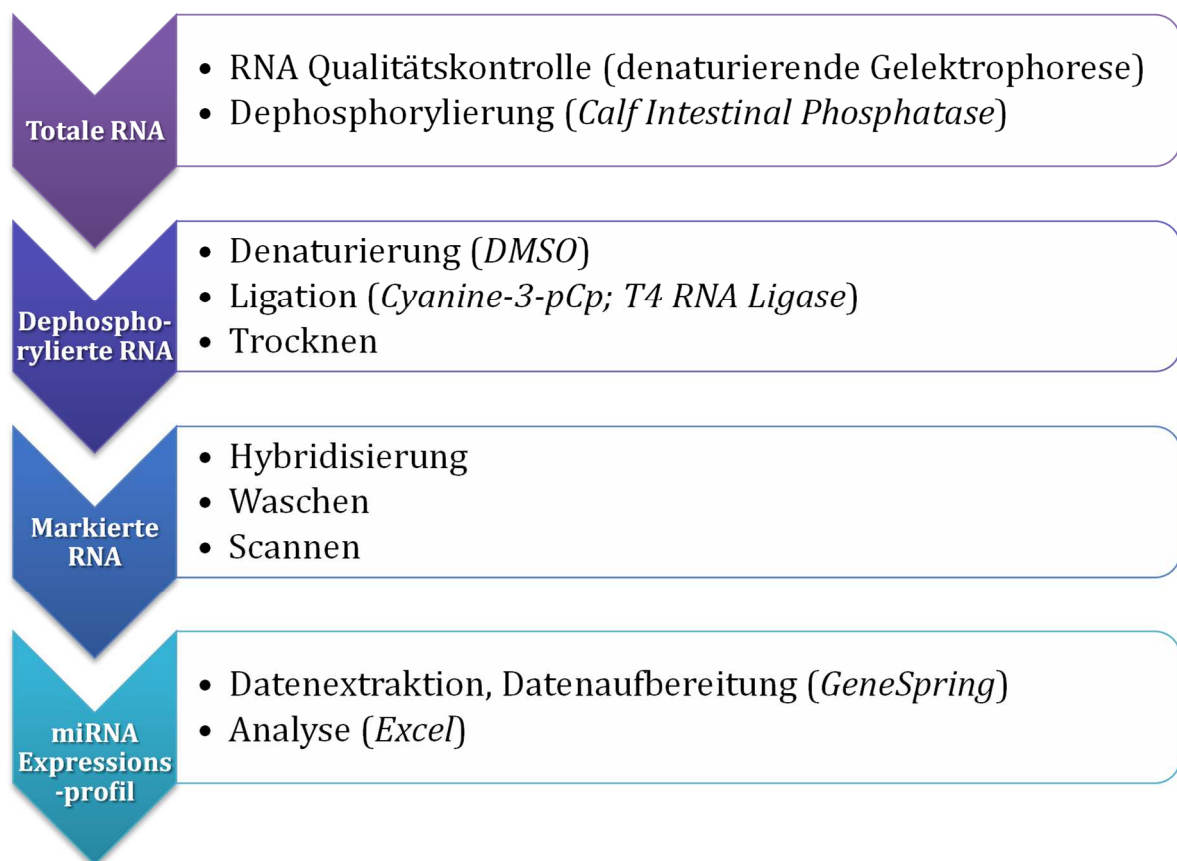 Totale RNA
• RNA Qualitätskontrolle (denaturierende Gelektrophorese)
• Dephosphorylierung (Calf Intestinal Phosphatase)
Dephospho-
rylierte RNA
• Denaturierung (DMSO)
• Ligation (Cyanine-3-pCp; T4 RNA Ligase)
• Trocknen
Markierte
RNA
• Hybridisierung
• Waschen
• Scannen
miRNA
Expressions
-profil
• Datenextraktion, Datenaufbereitung (GeneSpring)
• Analyse (Excel)